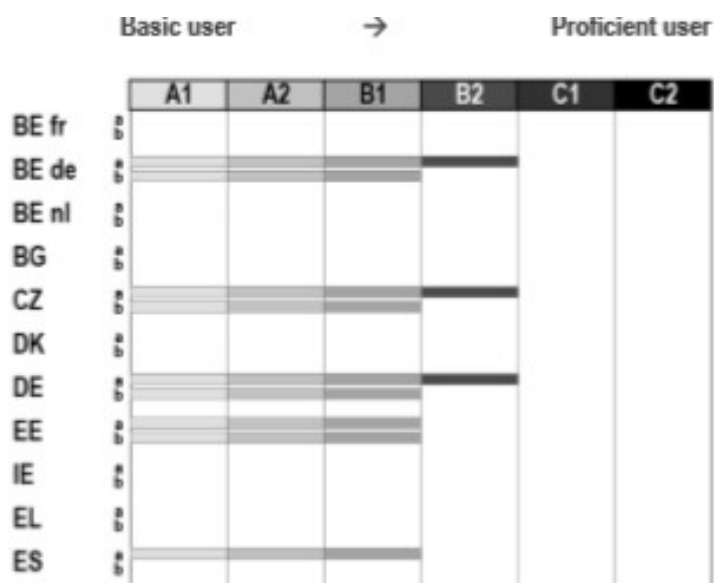 Basic user → Proficient user
A1 A2 B1 B2 C1 C2
BE fr a
b
BE de a
b
BE nl a
b
BG a
b
CZ a
b
DK a
b
DE a
b
EE a
b
IE a
b
EL a
b
ES a
b